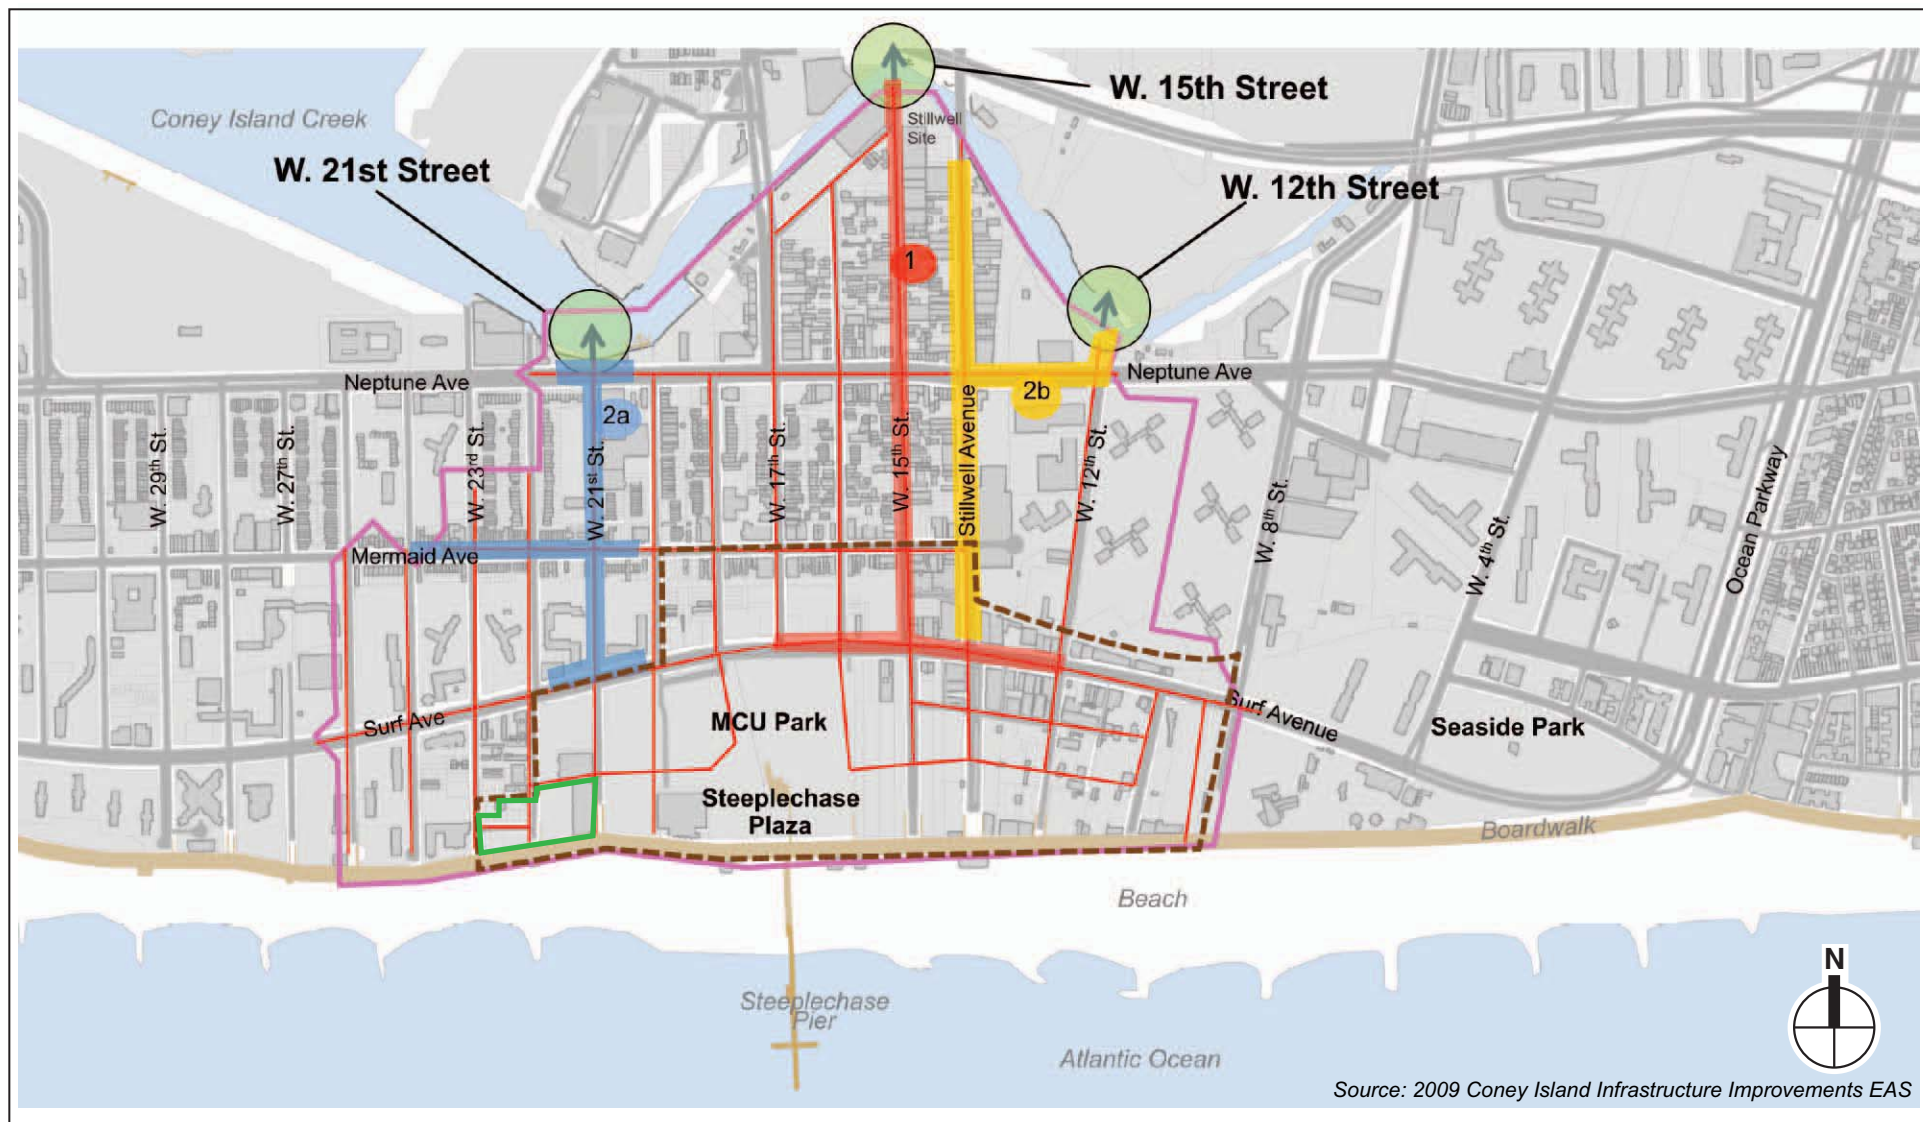 W. 15th Street
Coney Island Creek
Stillwell
Site
W. 21st Street
W. 12th Street
1
Neptune Ave
Neptune Ave
2a
2b
W. 29th St.
W. 27th St.
W. 23rd St.
W. 21st St.
W. 17th St.
W. 15th St.
Stillwell Avenue
W. 12th St.
W. 8th St.
W. 4th St.
Ocean Parkway
Mermaid Ave
Surf Ave
MCU Park
Surf Avenue
Seaside Park
Steeplechase
Plaza
Boardwalk
Beach
Steeplechase
Pier
Atlantic Ocean
N
Source: 2009 Coney Island Infrastructure Improvements EAS